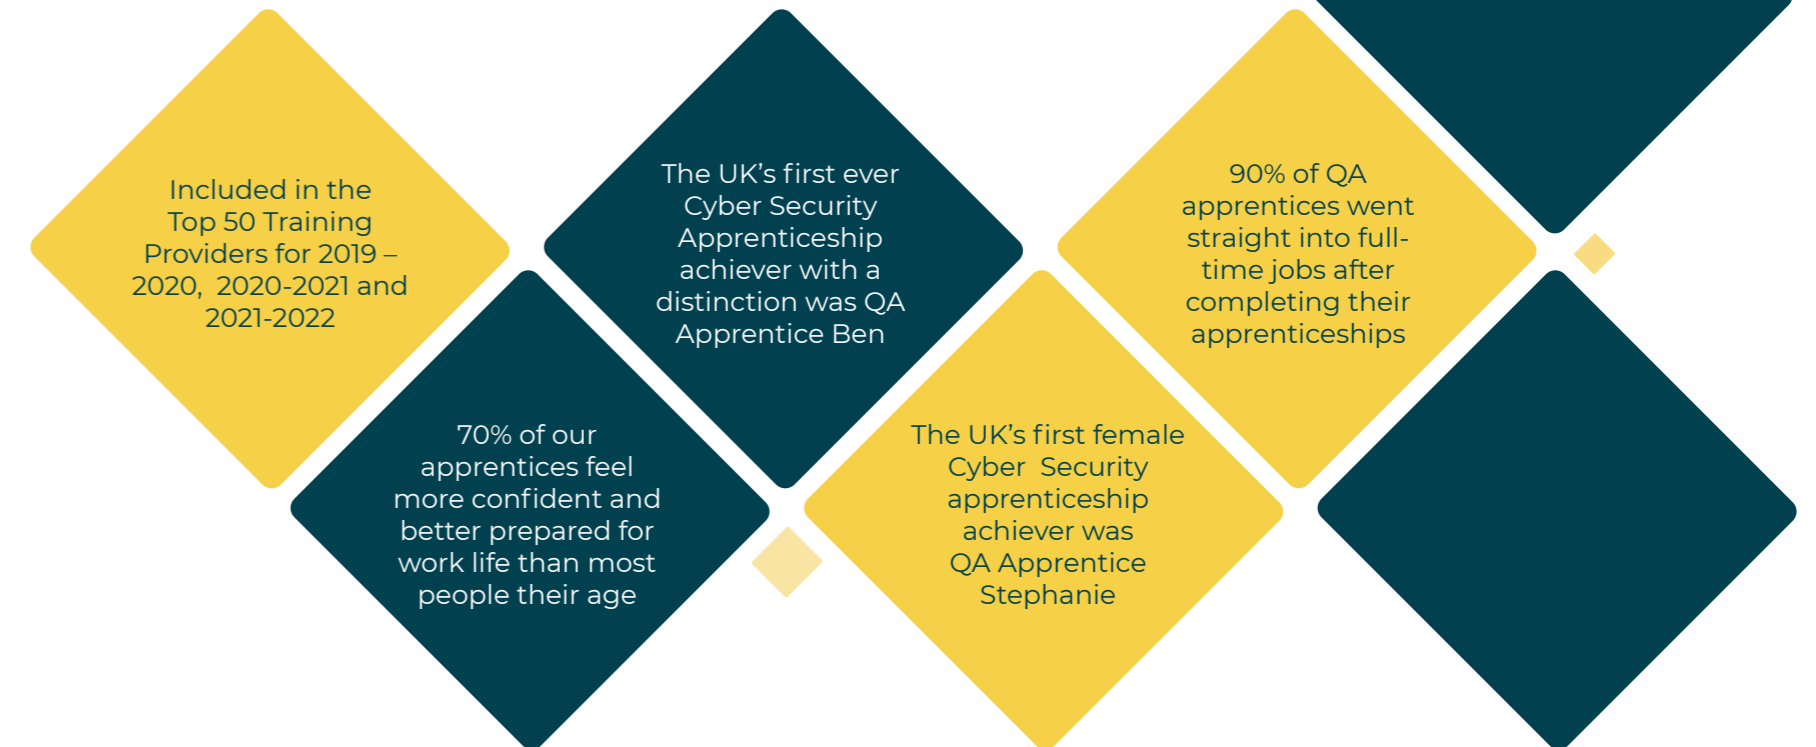 Included in the
Top 50 Training
Providers for 2019 –
2020,  2020-2021 and
2021-2022
70% of our
apprentices feel
more confident and
better prepared for
work life than most
people their age
The UK’s first ever
Cyber Security
Apprenticeship
achiever with a
distinction was QA
Apprentice Ben
The UK’s first female
Cyber  Security
apprenticeship
achiever was
QA Apprentice
Stephanie
90% of QA
apprentices went
straight into full-
time jobs after
completing their
apprenticeships